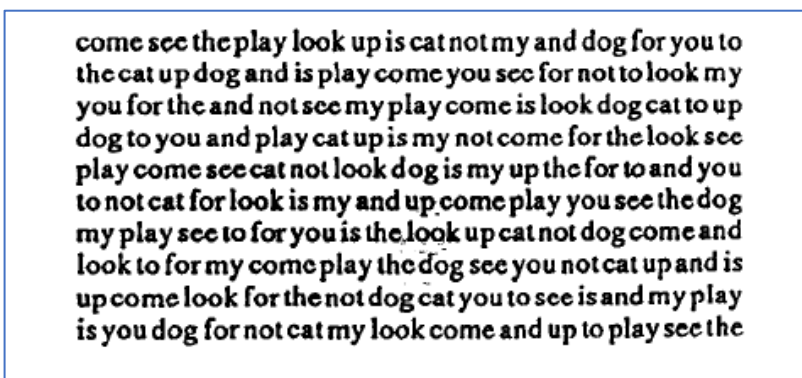 come see the play look up is cat not my and dog for you to
the cat up dog and is play come you see for not to look my
you for the and not see my play come is look dog cat to up
dog to you and play cat up is my not come for the look see
play come see cat not look dog is my up the for to and you
to not cat for look is my and up come play you see the dog
my play see to for you is the look up cat not dog come and
look to for my come play the dog see you not cat up and is
up come look for the not dog cat you to see is and my play
is you dog for not cat my look come and up to play see the